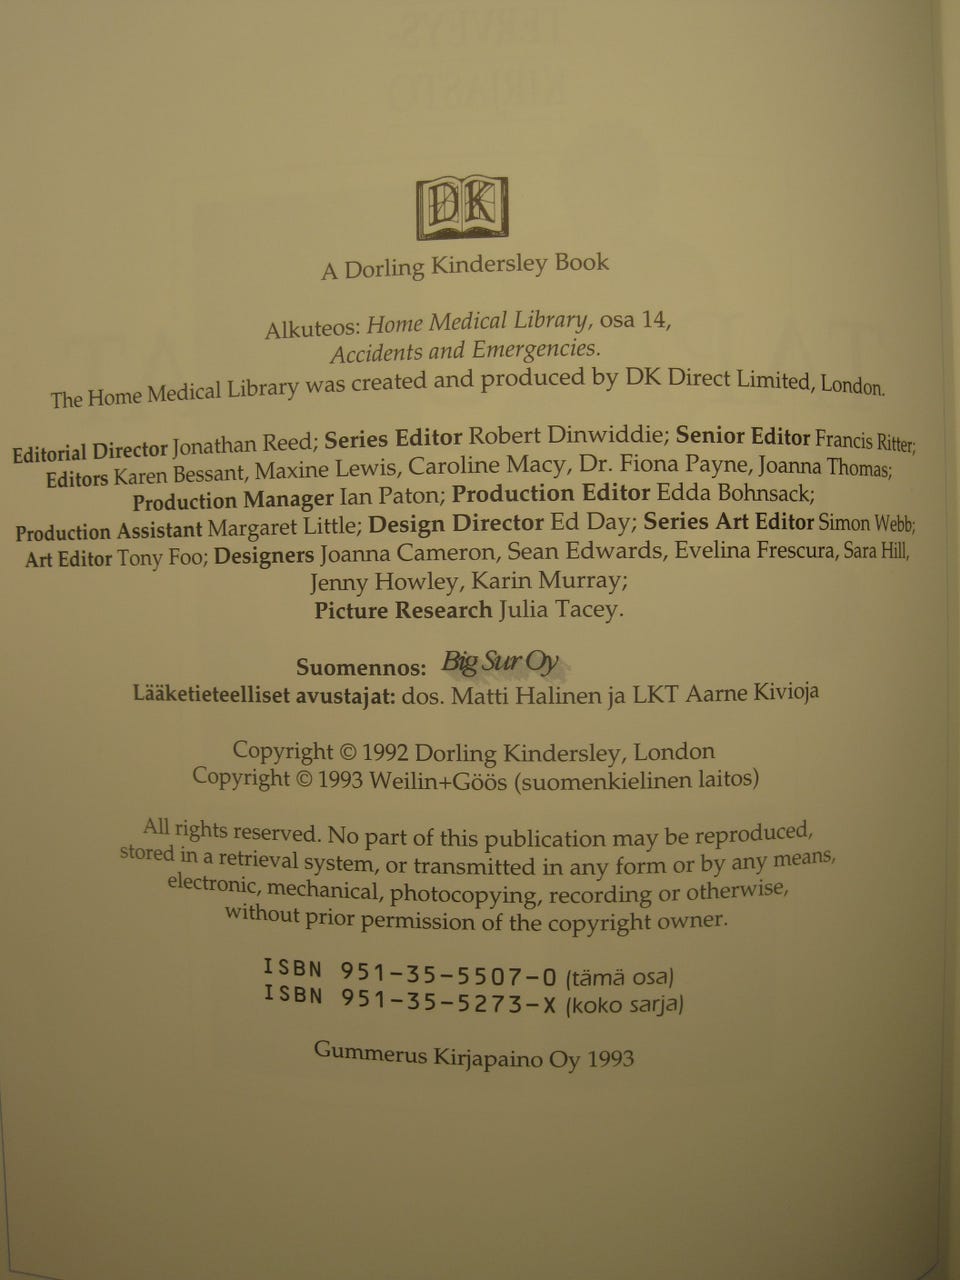 DK
A Dorling Kindersley Book
Alkuteos: Home Medical Library, osa 14,
Accidents and Emergencies.
The Home Medical Library was created and produced by DK Direct Limited, London.
Editorial Director Jonathan Reed; Series Editor Robert Dinwiddie; Senior Editor Francis Ritter;
Editors Karen Bessant, Maxine Lewis, Caroline Macy, Dr. Fiona Payne, Joanna Thomas;
Production Manager Ian Paton; Production Editor Edda Bohnsack;
Production Assistant Margaret Little; Design Director Ed Day; Series Art Editor Simon Webb;
Art Editor Tony Foo; Designers Joanna Cameron, Sean Edwards, Evelina Frescura, Sara Hill,
Jenny Howley, Karin Murray;
Picture Research Julia Tacey.
Suomennos: Big Sur Oy
Lääketieteelliset avustajat: dos. Matti Halinen ja LKT Aarne Kivioja
Copyright © 1992 Dorling Kindersley, London
Copyright © 1993 Weilin+Göös (suomenkielinen laitos)
All rights reserved. No part of this publication may be reproduced,
stored in a retrieval system, or transmitted in any form or by any means,
electronic, mechanical, photocopying, recording or otherwise,
without prior permission of the copyright owner.
ISBN 951-35-5507-0 (tämä osa)
ISBN 951-35-5273-X (koko sarja)
Gummerus Kirjapaino Oy 1993